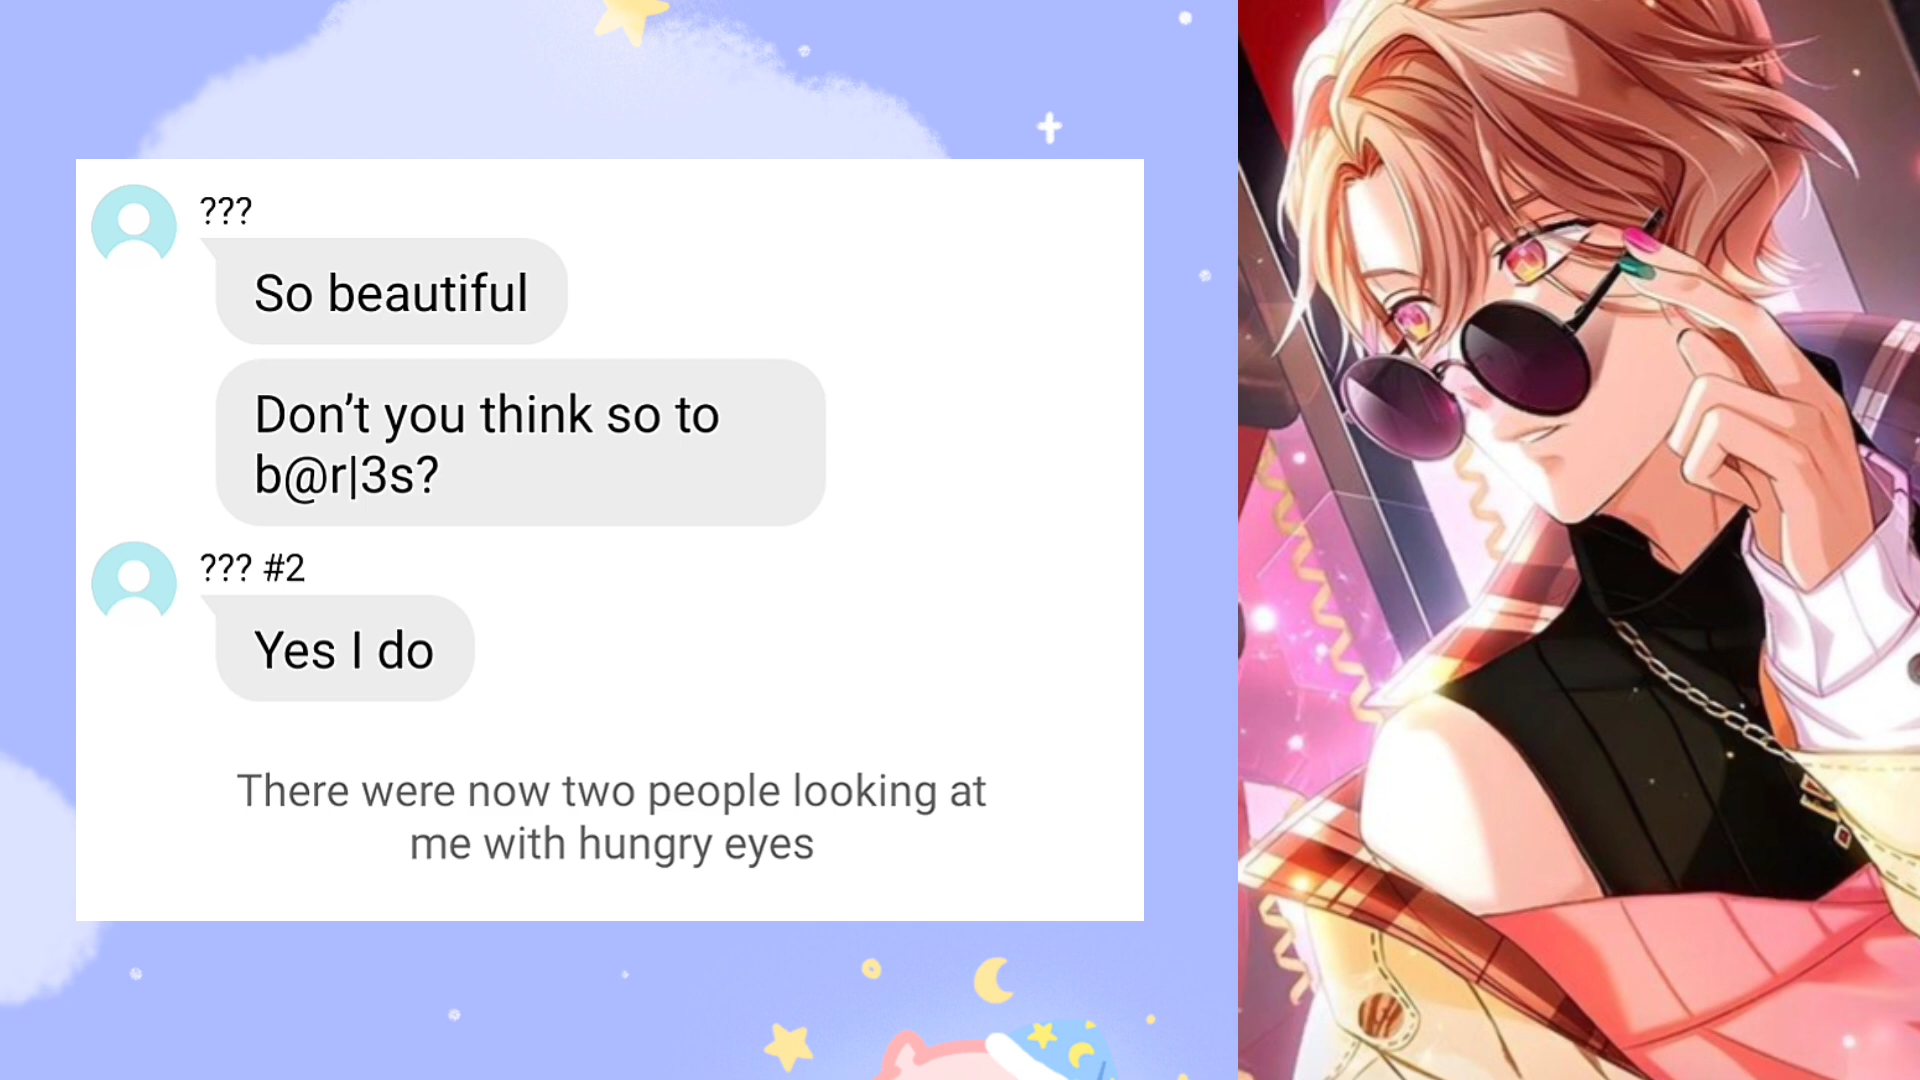 ???
So beautiful
Don’t you think so to
b@r|3s?
??? #2
Yes I do
There were now two people looking at
me with hungry eyes